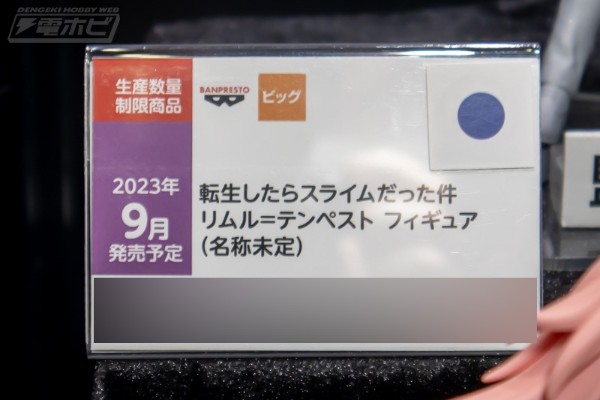 DENGEKI HOBBY WEB
電ホビ
生産数量
制限商品
BANPRESTO
ビッグ
2023年
9月
発売予定
転生したらスライムだった件
リムル=テンペスト フィギュア
(名称未定)